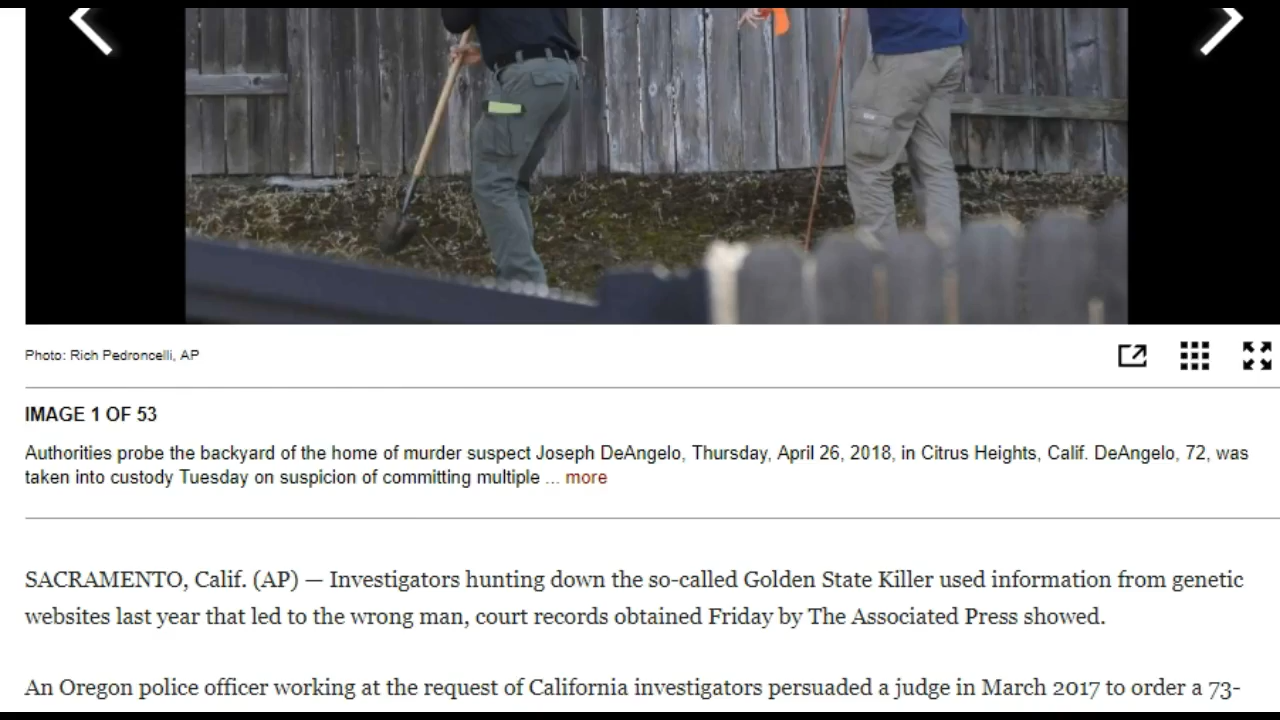 Photo: Rich Pedroncelli, AP
IMAGE 1 OF 53
Authorities probe the backyard of the home of murder suspect Joseph DeAngelo, Thursday, April 26, 2018, in Citrus Heights, Calif. DeAngelo, 72, was
taken into custody Tuesday on suspicion of committing multiple ... more
SACRAMENTO, Calif. (AP) — Investigators hunting down the so-called Golden State Killer used information from genetic
websites last year that led to the wrong man, court records obtained Friday by The Associated Press showed.
An Oregon police officer working at the request of California investigators persuaded a judge in March 2017 to order a 73-